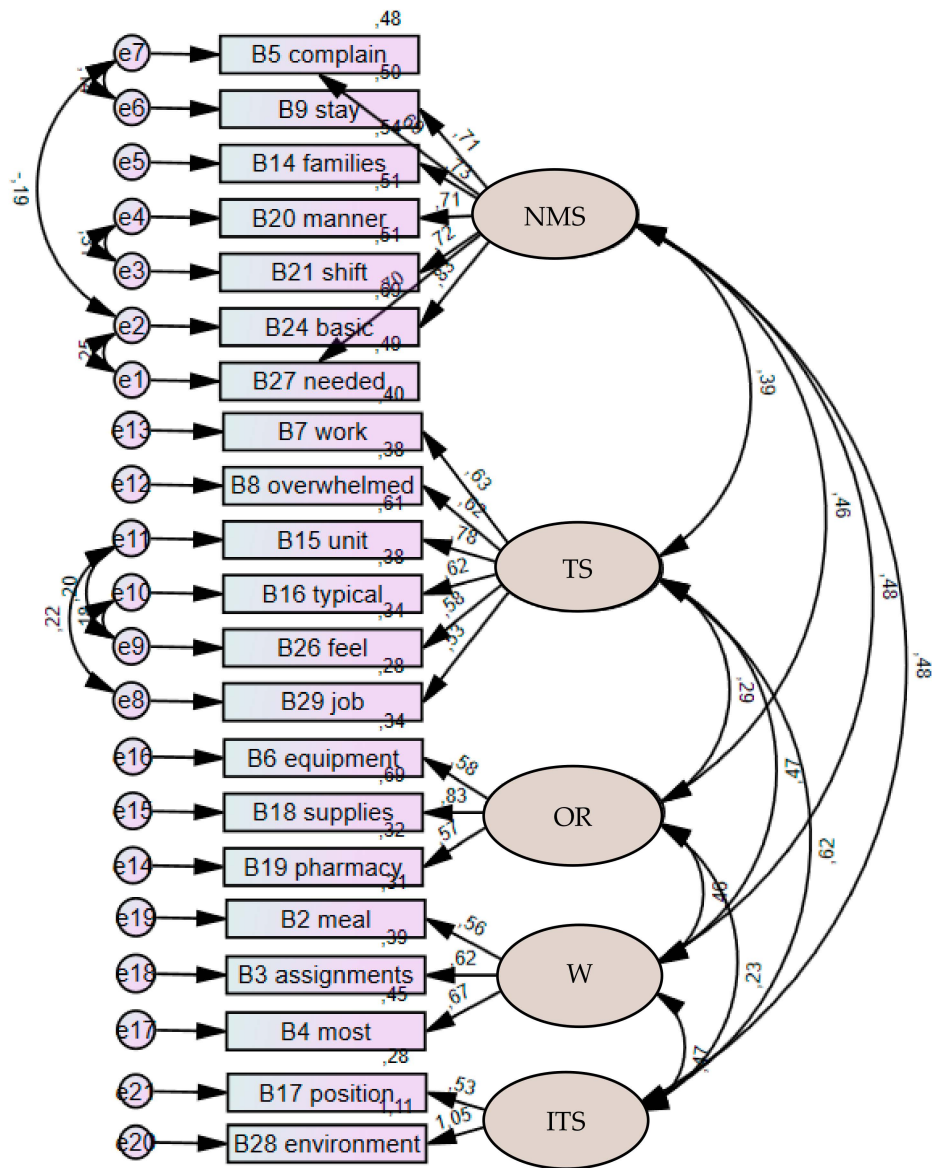 ,48
e7 B5 complain
,50
e6 B9 stay
,54
e5 B14 families
,51
e4 B20 manner
,51
e3 B21 shift
,69
e2 B24 basic
,49
e1 B27 needed
,40
e13 B7 work
,38
e12 B8 overwhelmed
,61
e11 B15 unit
,38
e10 B16 typical
,34
e9 B26 feel
,28
e8 B29 job
,34
e16 B6 equipment
,69
e15 B18 supplies
,32
e14 B19 pharmacy
,31
e19 B2 meal
,39
e18 B3 assignments
,45
e17 B4 most
,28
e21 B17 position
1,11
e20 B28 environment
-,19
,25
,20
,22
,69
,71
,73
,71
,72
,83
,70
NMS
,63
,62
,78
,62
,58
,53
TS
,58
,83
,57
OR
,56
,62
,67
W
,53
1,05
ITS
,39
,46
,48
,48
,29
,47
,62
,23
,47